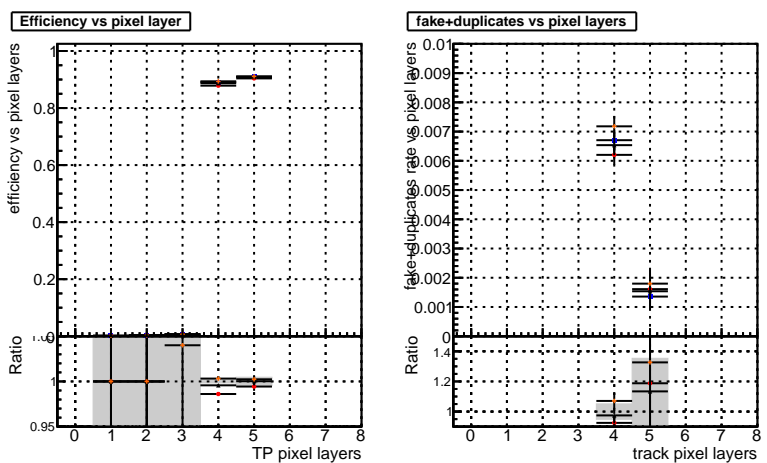 Efficiency vs pixel layer
efficiency vs pixel layers
1
0.8
0.6
0.4
0.2
0
Ratio
1
0.95
0 1 2 3 4 5 6 7 8
TP pixel layers
fake+duplicates vs pixel layers
fake+duplicates rate vs pixel layers
0.01
0.009
0.008
0.007
0.006
0.005
0.004
0.003
0.002
0.001
0
Ratio
1.4
1.2
1
0 1 2 3 4 5 6 7 8
track pixel layers